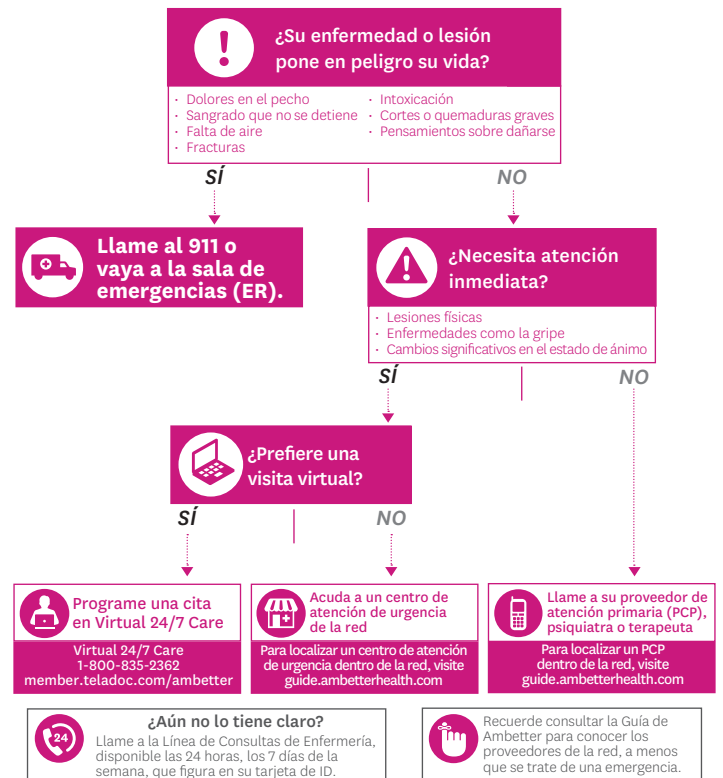 ¿Su enfermedad o lesión
pone en peligro su vida?
· Dolores en el pecho
· Sangrado que no se detiene
· Falta de aire
· Fracturas
· Intoxicación
· Cortes o quemaduras graves
· Pensamientos sobre dañarse
SÍ
NO
Llame al 911 o
vaya a la sala de
emergencias (ER).
¿Necesita atención
inmediata?
· Lesiones físicas
· Enfermedades como la gripe
· Cambios significativos en el estado de ánimo
SÍ
NO
¿Prefiere una
visita virtual?
SÍ
NO
Programe una cita
en Virtual 24/7 Care
Virtual 24/7 Care
1-800-835-2362
member.teladoc.com/ambetter
Acuda a un centro de
atención de urgencia
de la red
Para localizar un centro de atención
de urgencia dentro de la red, visite
guide.ambetterhealth.com
Llame a su proveedor de
atención primaria (PCP),
psiquiatra o terapeuta
Para localizar un PCP
dentro de la red, visite
guide.ambetterhealth.com
24
¿Aún no lo tiene claro?
Llame a la Línea de Consultas de Enfermería,
disponible las 24 horas, los 7 días de la
semana, que figura en su tarjeta de ID.
Recuerde consultar la Guía de
Ambetter para conocer los
proveedores de la red, a menos
que se trate de una emergencia.